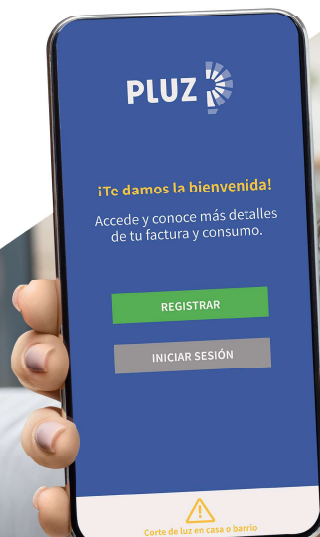 PLUZ
¡Te damos la bienvenida!
Accede y conoce más detalles
de tu factura y consumo.
REGISTRAR
INICIAR SESIÓN
Corte de luz en casa o barrio